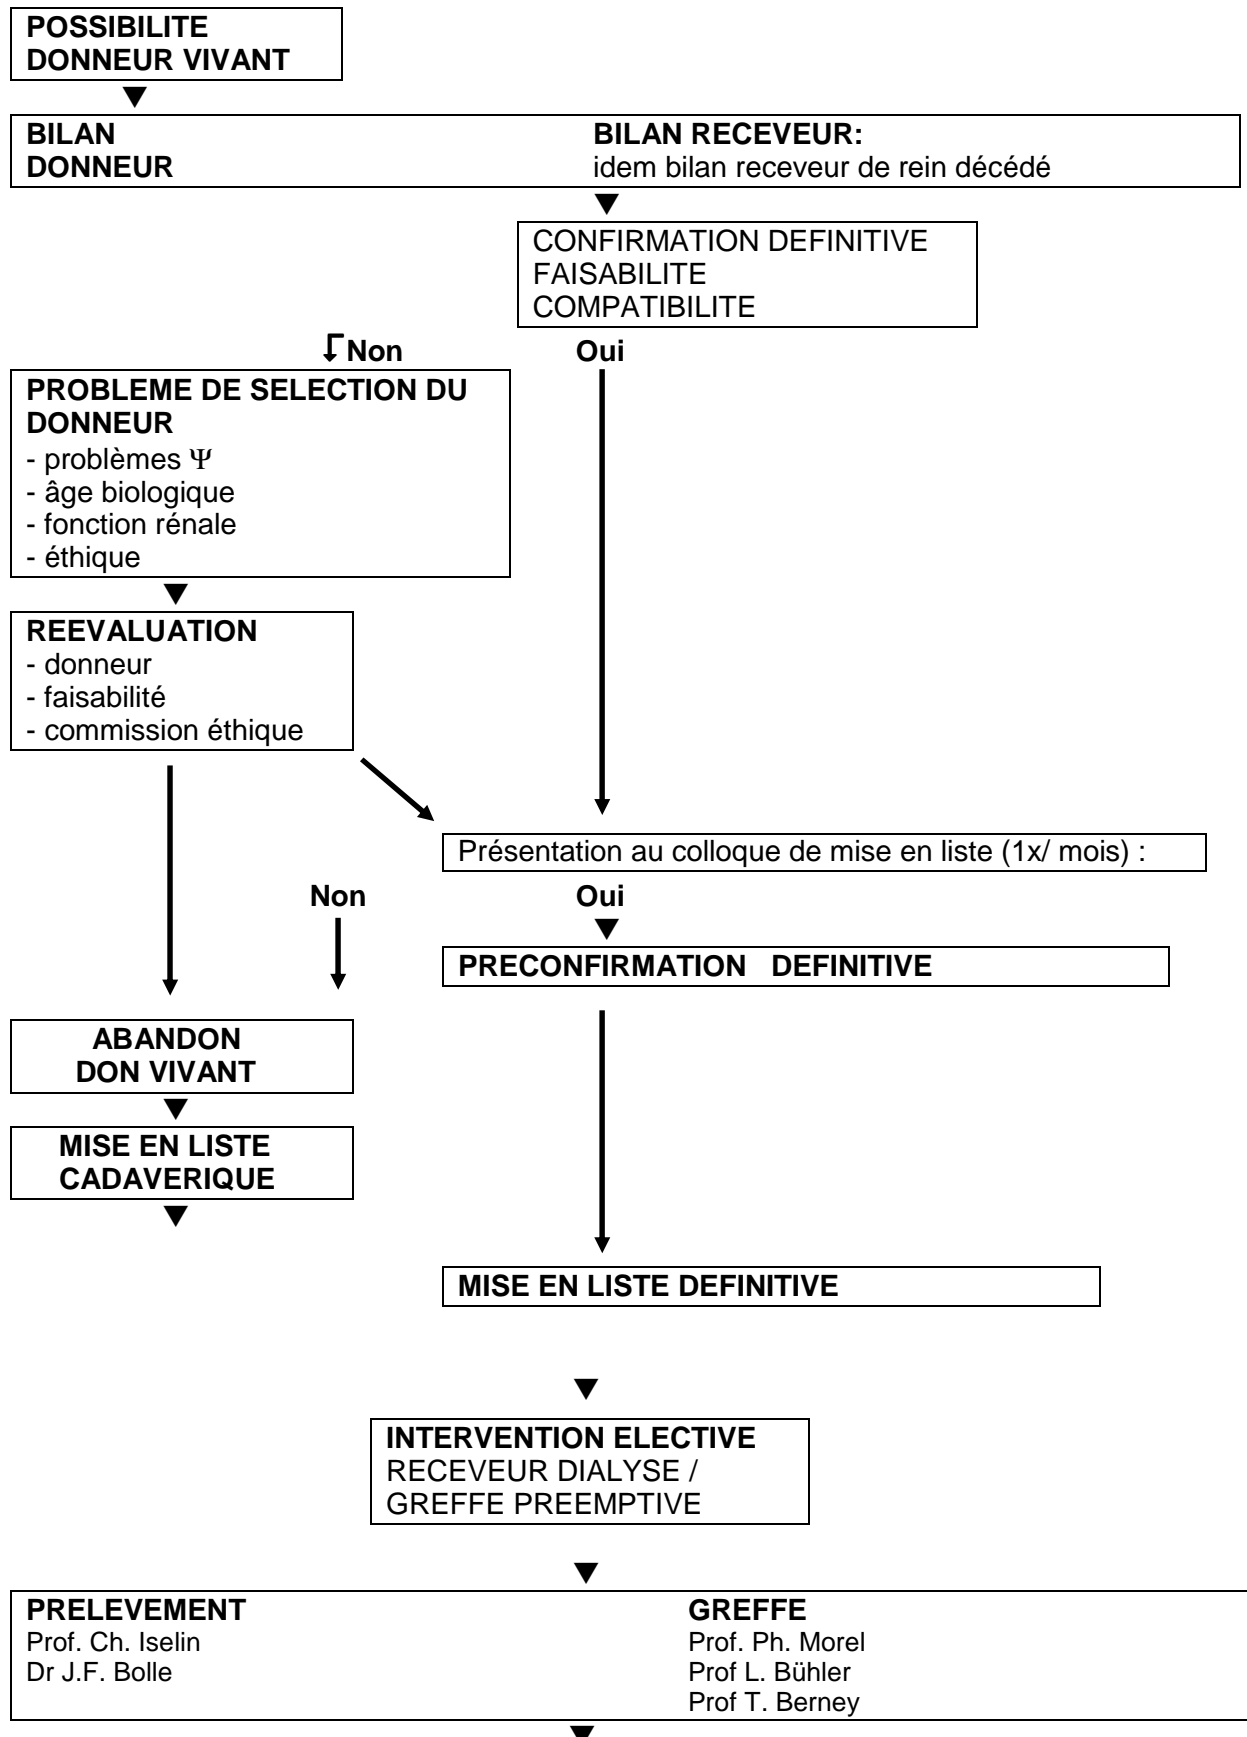 POSSIBILITE
DONNEUR VIVANT
▼
BILAN
DONNEUR
BILAN RECEVEUR:
idem bilan receveur de rein décédé
▼
CONFIRMATION DEFINITIVE
FAISABILITE
COMPATIBILITE
Non
Oui
PROBLEME DE SELECTION DU
DONNEUR
- problèmes Ψ
- âge biologique
- fonction rénale
- éthique
▼
REEVALUATION
- donneur
- faisabilité
- commission éthique
Présentation au colloque de mise en liste (1x/ mois) :
Non
Oui
▼
PRECONFIRMATION DEFINITIVE
ABANDON
DON VIVANT
▼
MISE EN LISTE
CADAVERIQUE
▼
MISE EN LISTE DEFINITIVE
▼
INTERVENTION ELECTIVE
RECEVEUR DIALYSE /
GREFFE PREEMPTIVE
▼
PRELEVEMENT
Prof. Ch. Iselin
Dr J.F. Bolle
GREFFE
Prof. Ph. Morel
Prof L. Bühler
Prof T. Berney
▼